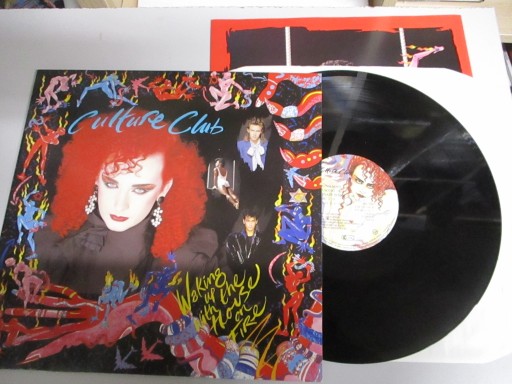 Culture Club
Waking
up
with the
House
on
FIRE